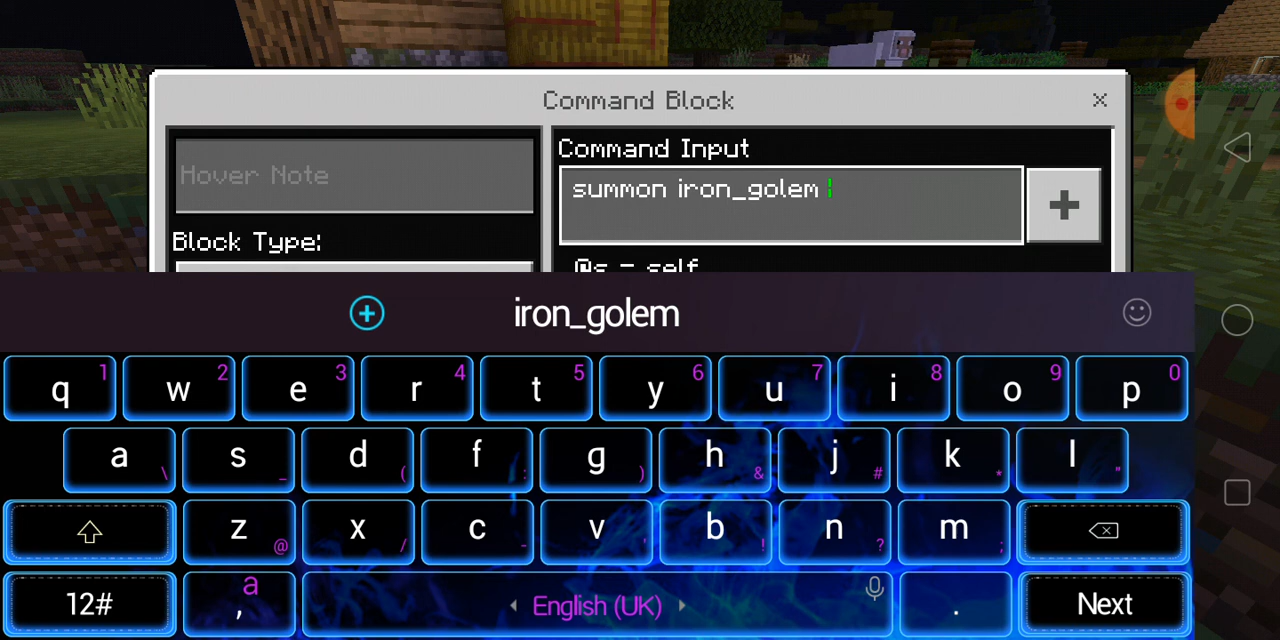 Command Block
Hover Note
Block Type:
Command Input
summon iron_golem
@s - self
iron_golem
q 1 w 2 e 3 r 4 t 5 y 6 u 7 i 8 o 9 p 0
a \ s _ d ( f : g ) h & j # k * l "
z @ x / c - v ' b ! n ? m ;
12# a , English (UK) . Next